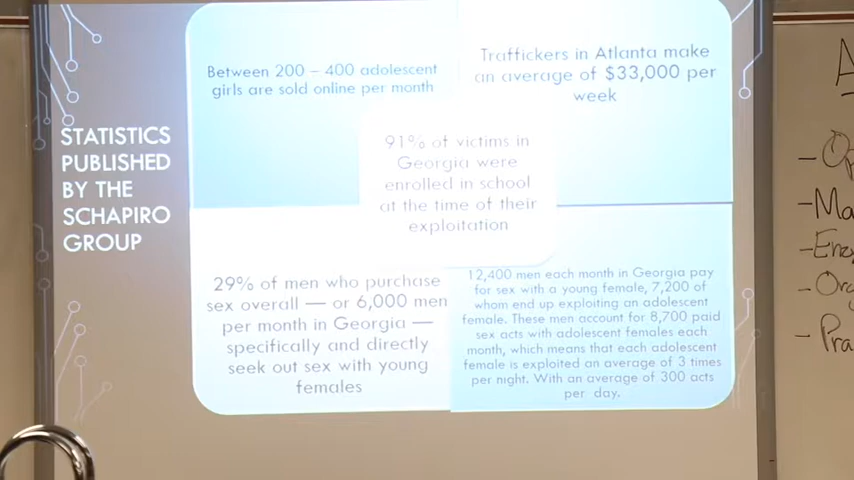 STATISTICS
PUBLISHED
BY THE
SCHAPIRO
GROUP
Between 200 – 400 adolescent
girls are sold online per month
Traffickers in Atlanta make
an average of $33,000 per
week
91% of victims in
Georgia were
enrolled in school
at the time of their
exploitation
29% of men who purchase
sex overall — or 6,000 men
per month in Georgia —
specifically and directly
seek out sex with young
females
12,400 men each month in Georgia pay
for sex with a young female, 7,200 of
whom end up exploiting an adolescent
female. These men account for 8,700 paid
sex acts with adolescent females each
month, which means that each adolescent
female is exploited an average of 3 times
per night. With an average of 300 acts
per day.